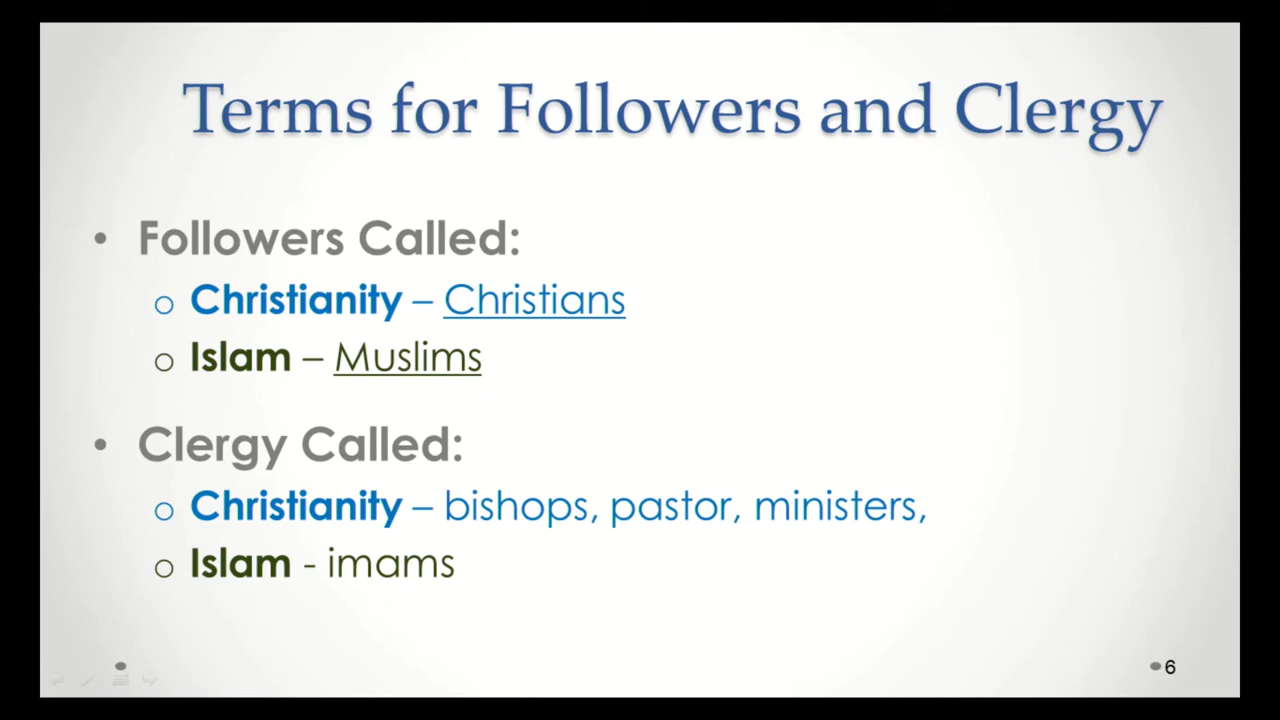 Terms for Followers and Clergy
• Followers Called:
o Christianity – Christians
o Islam – Muslims
• Clergy Called:
o Christianity – bishops, pastor, ministers,
o Islam - imams
6